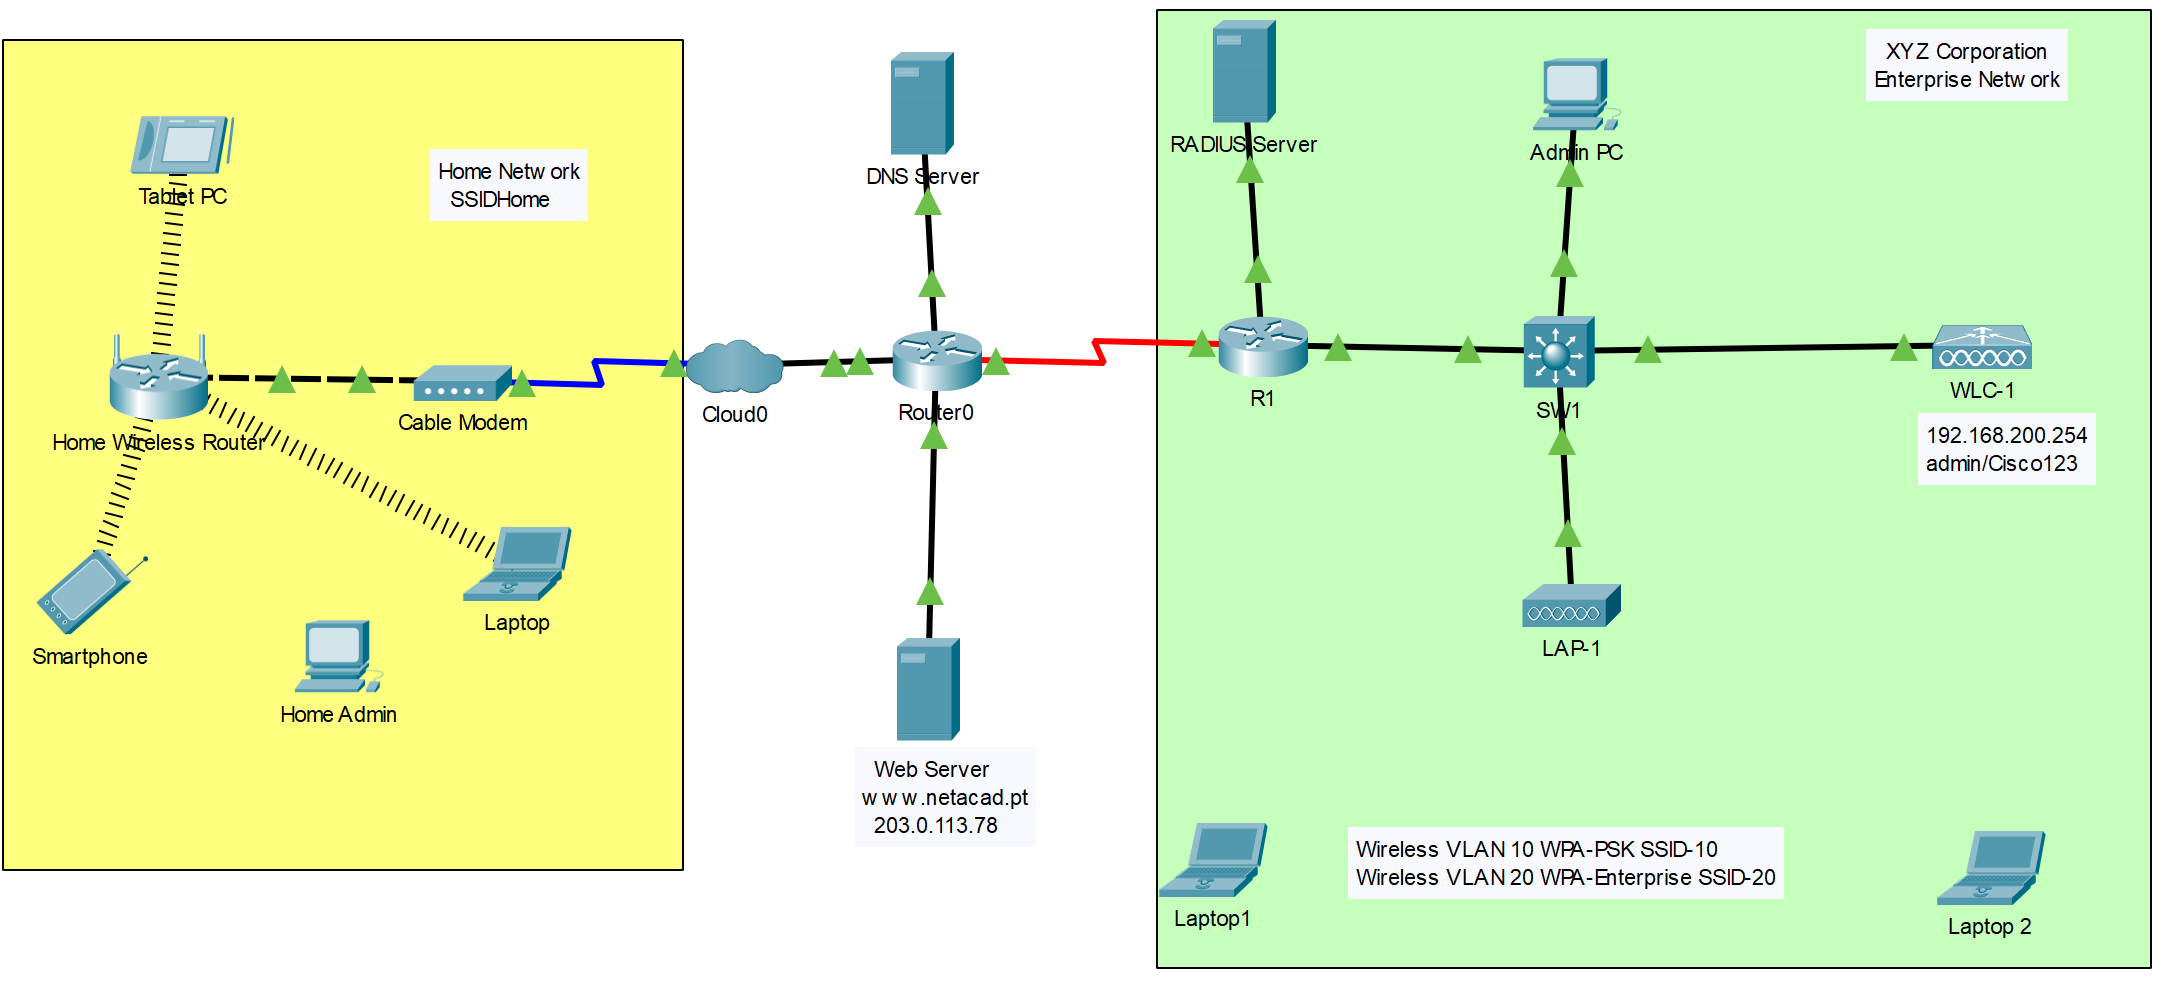 Home Network
SSIDHome
Tablet PC
Home Wireless Router
Cable Modem
Smartphone
Laptop
Home Admin
Cloud0
DNS Server
Router0
Web Server
www.netacad.pt
203.0.113.78
XYZ Corporation
Enterprise Network
RADIUS Server
Admin PC
R1
SW1
WLC-1
192.168.200.254
admin/Cisco123
LAP-1
Wireless VLAN 10 WPA-PSK SSID-10
Wireless VLAN 20 WPA-Enterprise SSID-20
Laptop1
Laptop 2